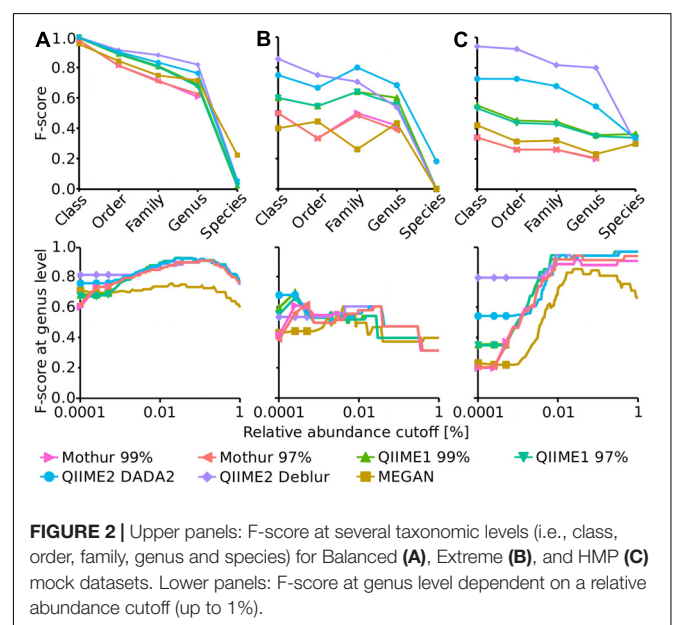 A
B
C
F-score
1.0
0.8
0.6
0.4
0.2
0.0
Class Order Family Genus Species
Class Order Family Genus Species
Class Order Family Genus Species
F-score at genus level
1.0
0.8
0.6
0.4
0.2
0.0
0.0001 0.01 1
0.0001 0.01 1
0.0001 0.01 1
Relative abundance cutoff [%]
Mothur 99% Mothur 97% QIIME1 99% QIIME1 97%
QIIME2 DADA2 QIIME2 Deblur MEGAN
FIGURE 2 | Upper panels: F-score at several taxonomic levels (i.e., class,
order, family, genus and species) for Balanced (A), Extreme (B), and HMP (C)
mock datasets. Lower panels: F-score at genus level dependent on a relative
abundance cutoff (up to 1%).